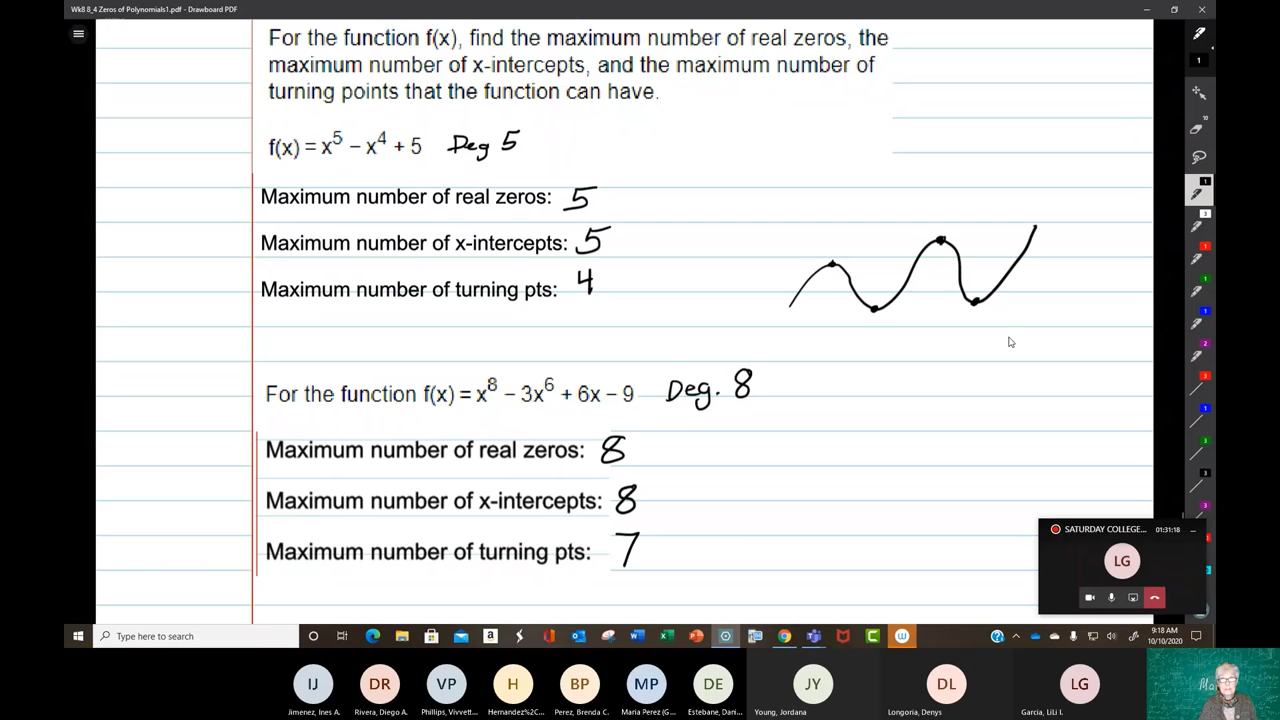 Wk8 8_4 Zeros of Polynomials1.pdf - Drawboard PDF
For the function f(x), find the maximum number of real zeros, the
maximum number of x-intercepts, and the maximum number of
turning points that the function can have.
f(x) = x⁵ − x⁴ + 5 Deg 5
Maximum number of real zeros: 5
Maximum number of x-intercepts: 5
Maximum number of turning pts: 4
For the function f(x) = x⁸ − 3x⁶ + 6x − 9 Deg. 8
Maximum number of real zeros: 8
Maximum number of x-intercepts: 8
Maximum number of turning pts: 7
SATURDAY COLLEGE... 01:31:18
LG
Type here to search
9:18 AM
10/10/2020
IJ DR VP H BP MP DE JY DL LG
Jimenez, Ines A. Rivera, Diego A. Phillips, Vivvett... Hernandez%2C... Perez, Brenda C. Maria Perez (G... Estebane, Dani... Young, Jordana Longoria, Denys Garcia, LiLi I.